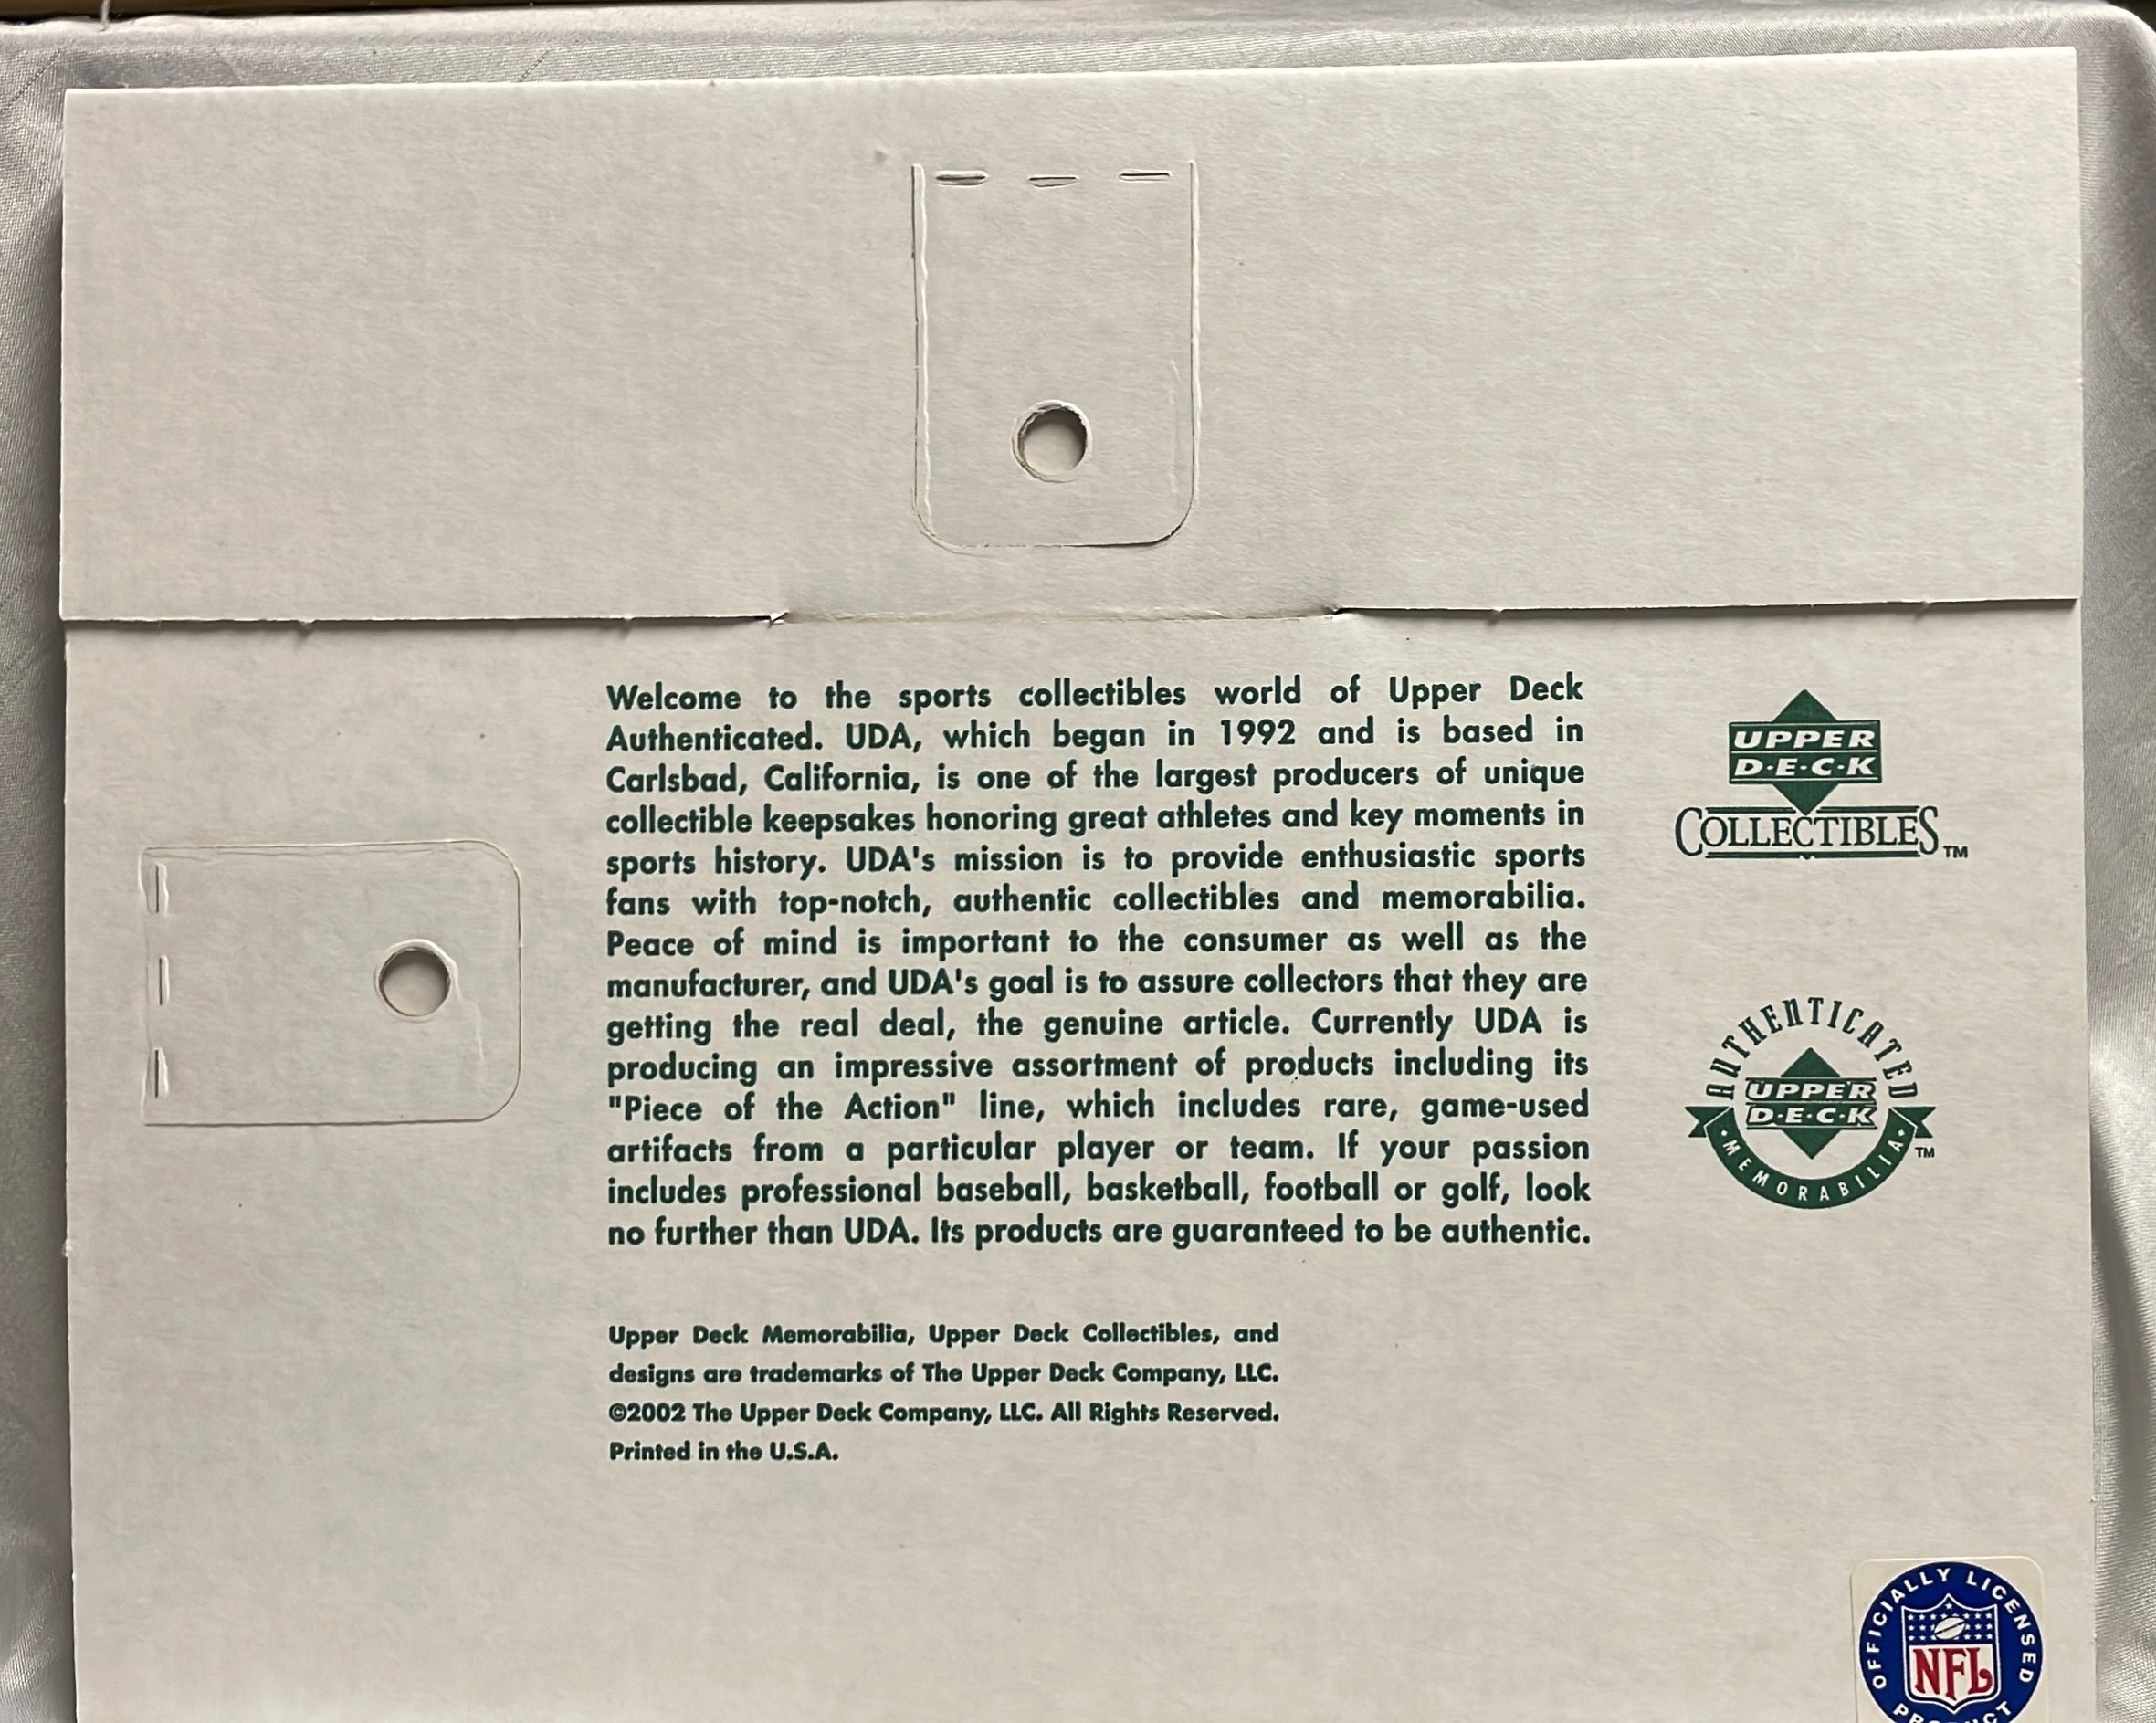 Welcome to the sports collectibles world of Upper Deck
Authenticated. UDA, which began in 1992 and is based in
Carlsbad, California, is one of the largest producers of unique
collectible keepsakes honoring great athletes and key moments in
sports history. UDA's mission is to provide enthusiastic sports
fans with top-notch, authentic collectibles and memorabilia.
Peace of mind is important to the consumer as well as the
manufacturer, and UDA's goal is to assure collectors that they are
getting the real deal, the genuine article. Currently UDA is
producing an impressive assortment of products including its
"Piece of the Action" line, which includes rare, game-used
artifacts from a particular player or team. If your passion
includes professional baseball, basketball, football or golf, look
no further than UDA. Its products are guaranteed to be authentic.
Upper Deck Memorabilia, Upper Deck Collectibles, and
designs are trademarks of The Upper Deck Company, LLC.
©2002 The Upper Deck Company, LLC. All Rights Reserved.
Printed in the U.S.A.
UPPER
D·E·C·K
COLLECTIBLES™
AUTHENTICATED
UPPER
D·E·C·K
·MEMORABILIA·
™
OFFICIALLY LICENSED
NFL
PRODUCT